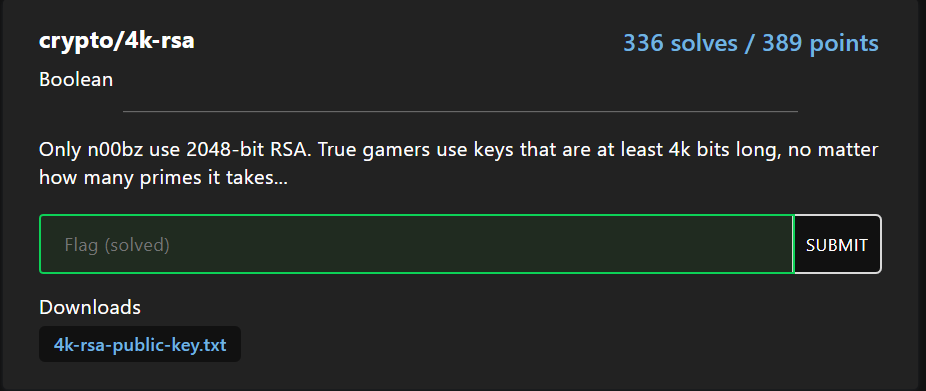 crypto/4k-rsa
336 solves / 389 points
Boolean
Only n00bz use 2048-bit RSA. True gamers use keys that are at least 4k bits long, no matter
how many primes it takes...
Flag (solved)
SUBMIT
Downloads
4k-rsa-public-key.txt